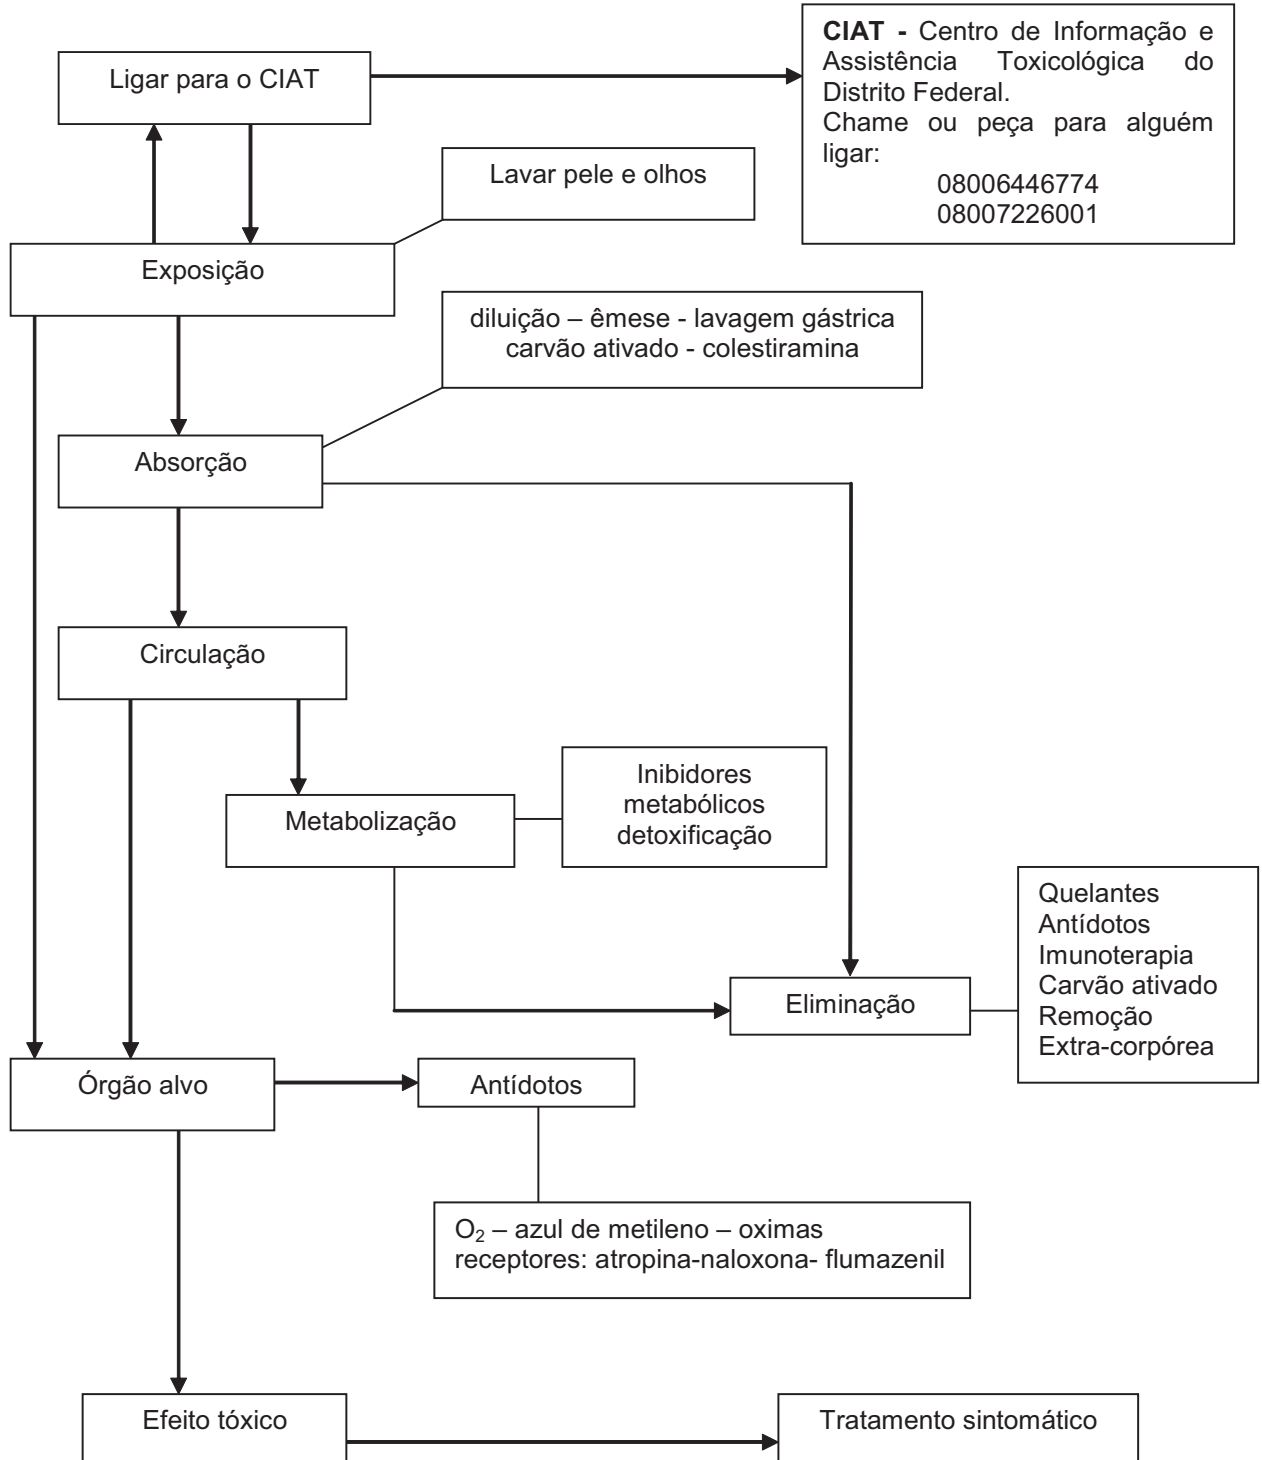 CIAT - Centro de Informação e
Assistência Toxicológica do
Distrito Federal.
Chame ou peça para alguém
ligar:
08006446774
08007226001
Ligar para o CIAT
Lavar pele e olhos
Exposição
diluição – êmese - lavagem gástrica
carvão ativado - colestiramina
Absorção
Circulação
Inibidores
metabólicos
detoxificação
Metabolização
Quelantes
Antídotos
Imunoterapia
Carvão ativado
Remoção
Extra-corpórea
Eliminação
Órgão alvo
Antídotos
O₂ – azul de metileno – oximas
receptores: atropina-naloxona- flumazenil
Efeito tóxico
Tratamento sintomático